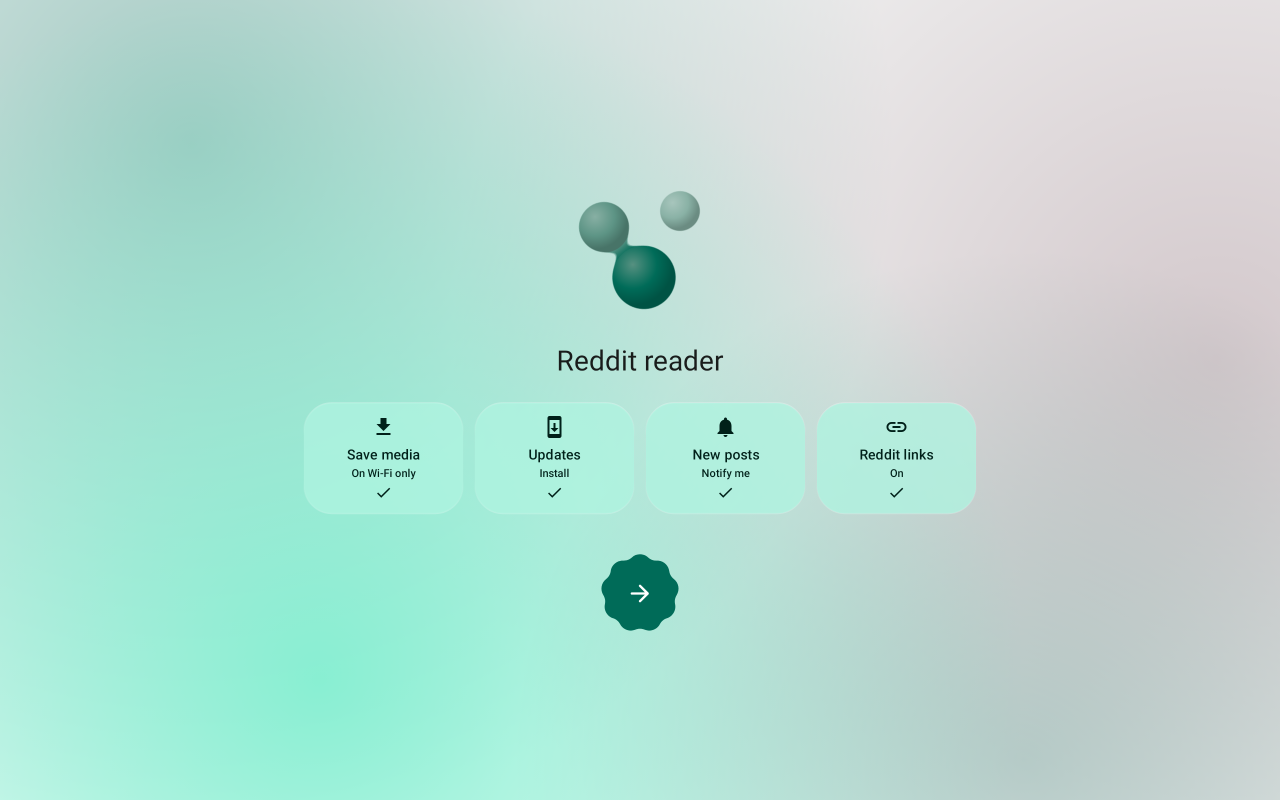 Reddit reader
Save media
On Wi-Fi only
Updates
Install
New posts
Notify me
Reddit links
On